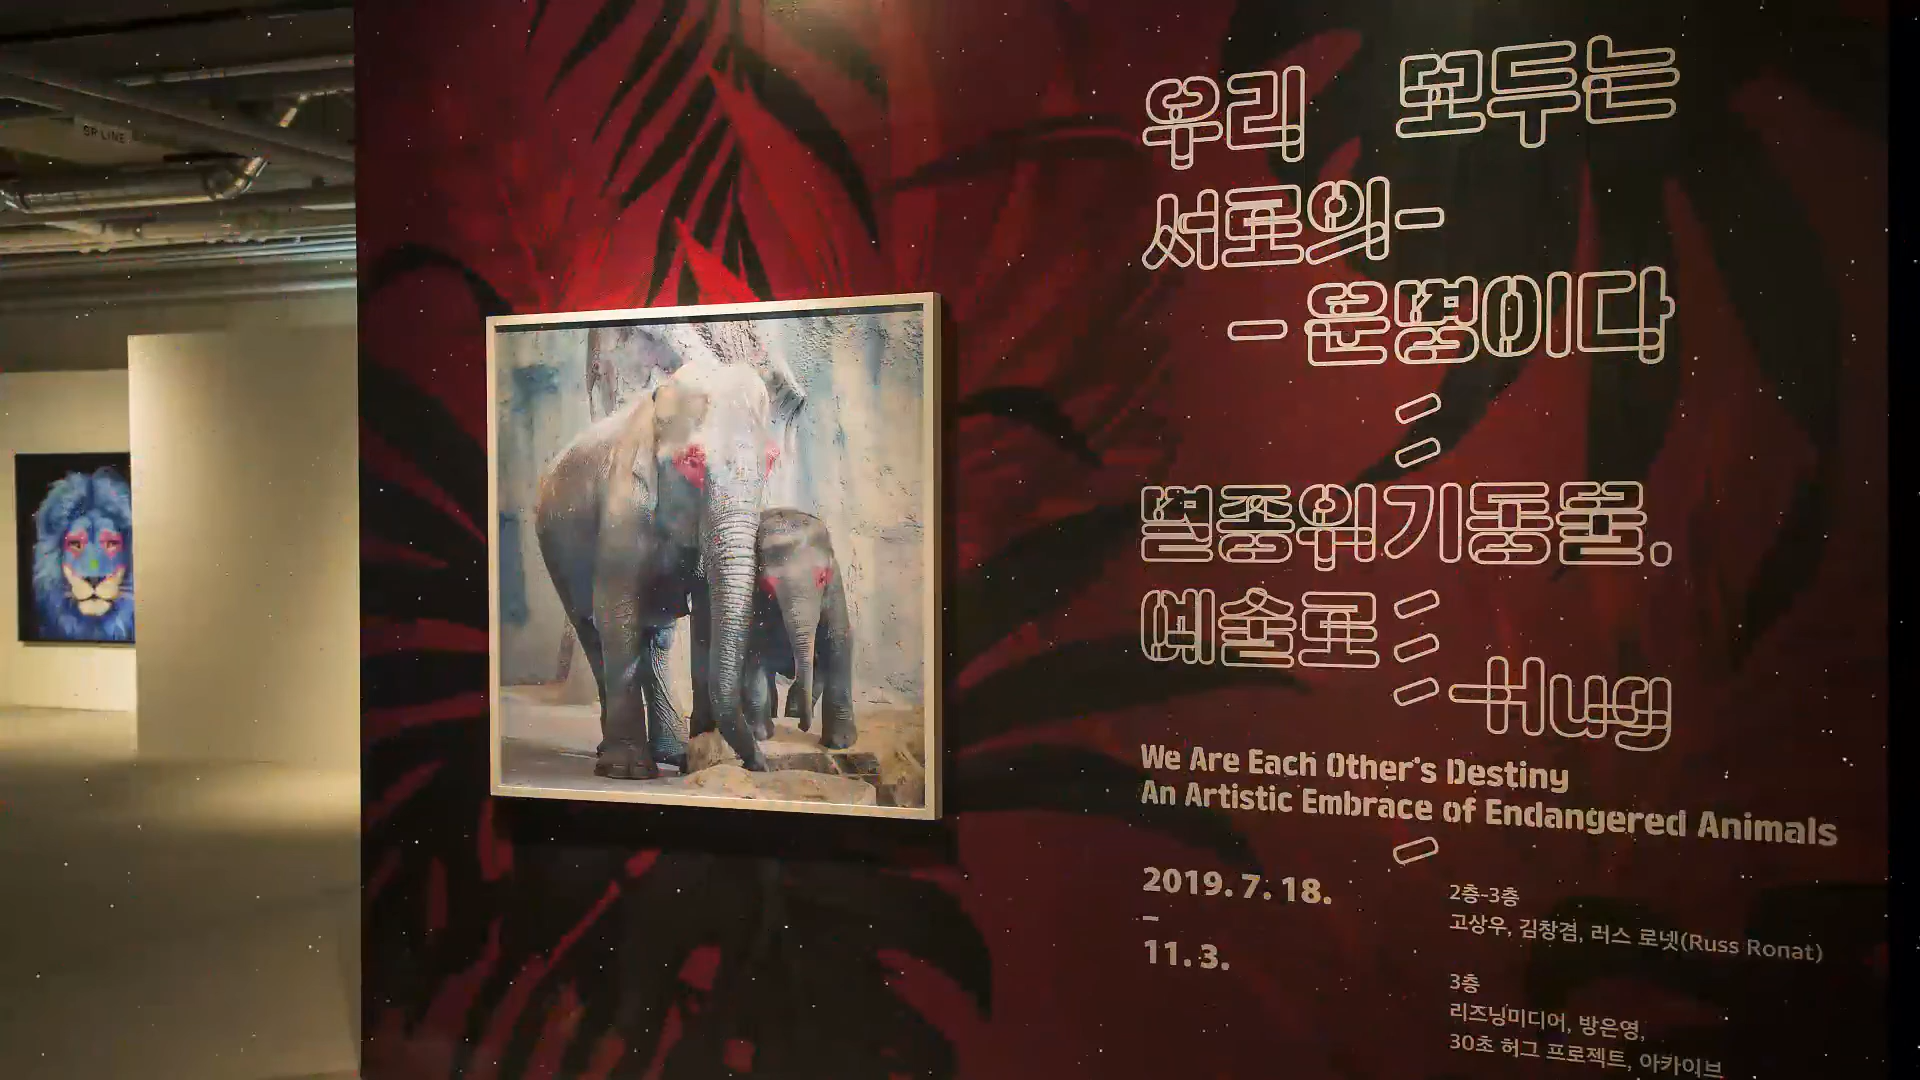 SP LINE
우리 모두는
서로의-
-운명이다
멸종위기동물,
예술로
-Hug
We Are Each Other's Destiny
An Artistic Embrace of Endangered Animals
2019. 7. 18.
–
11. 3.
2층-3층
고상우, 김창겸, 러스 로넷(Russ Ronat)
3층
리즈닝미디어, 방은영,
30초 허그 프로젝트, 아카이브